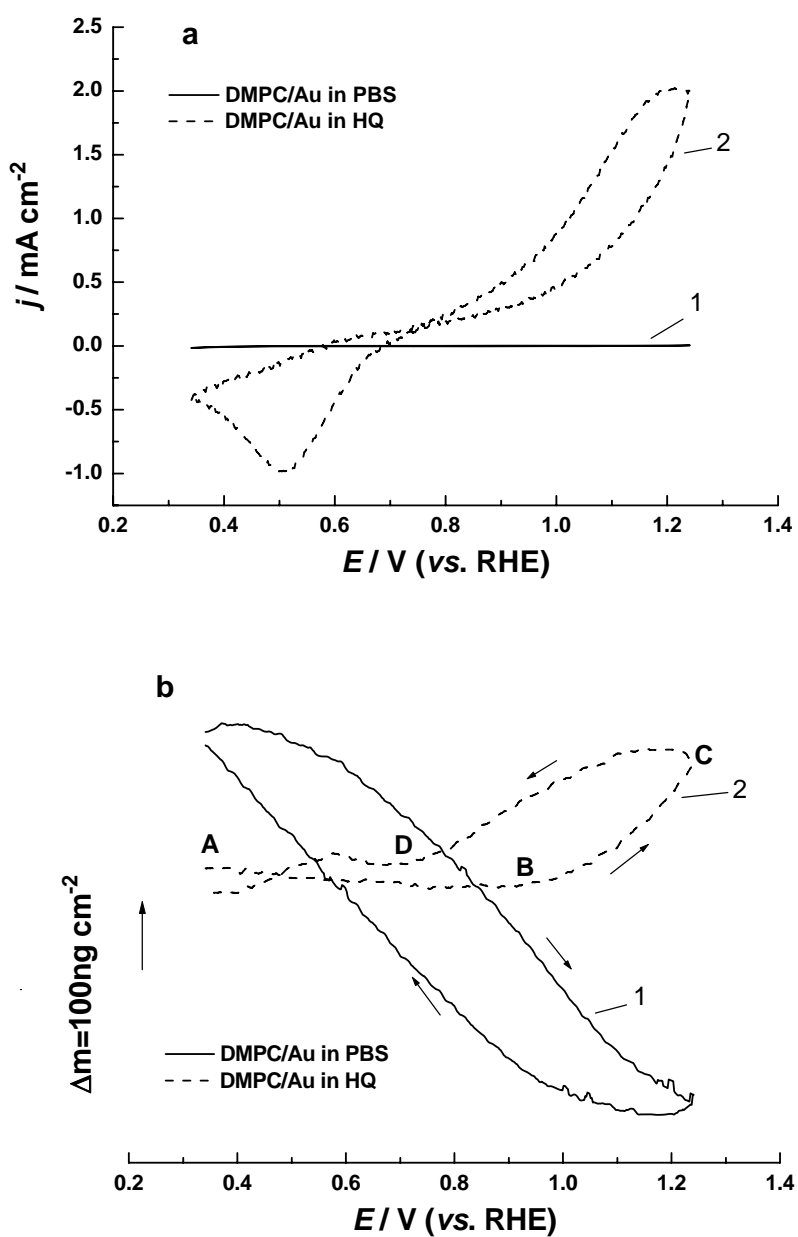 a
2.5
2.0
1.5
1.0
0.5
0.0
-0.5
-1.0
j / mA cm-2
DMPC/Au in PBS
DMPC/Au in HQ
2
1
0.2 0.4 0.6 0.8 1.0 1.2 1.4
E / V (vs. RHE)
b
A
D
B
C
2
1
Δm=100ng cm-2
DMPC/Au in PBS
DMPC/Au in HQ
0.2 0.4 0.6 0.8 1.0 1.2 1.4
E / V (vs. RHE)